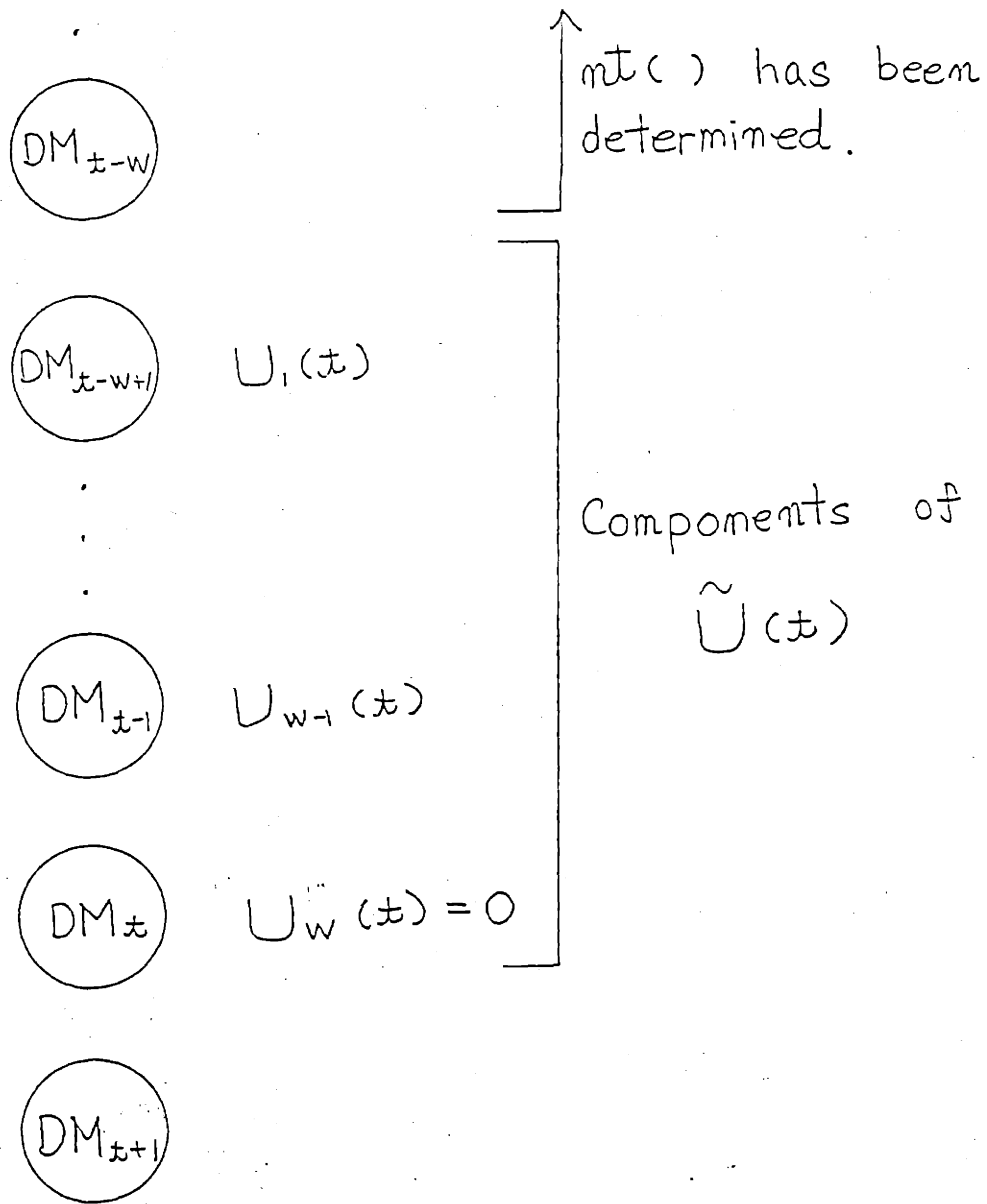 nt( ) has been
determined.
DM_{t-w}
DM_{t-w+1} U_1(t)
Components of
Ũ(t)
DM_{t-1} U_{w-1}(t)
DM_t U_w(t) = 0
DM_{t+1}